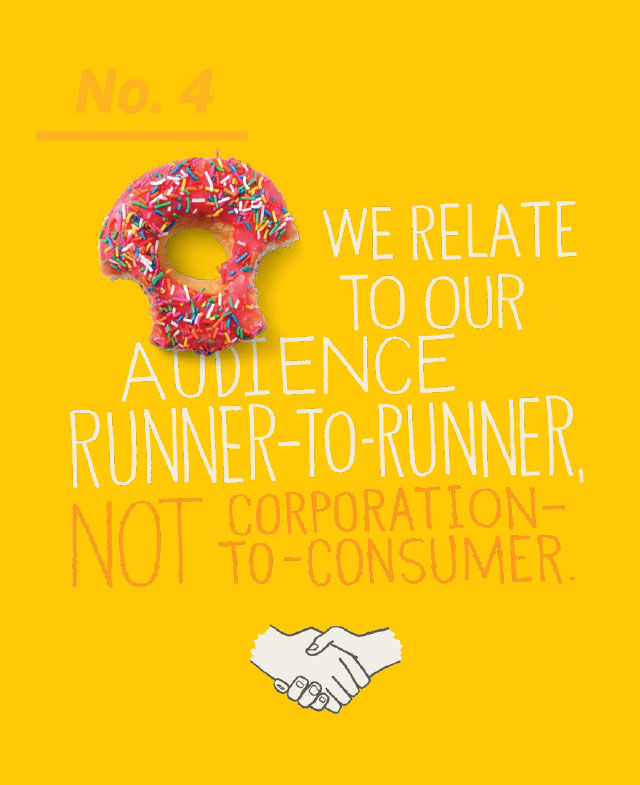 No. 4
WE RELATE
TO OUR
AUDIENCE
RUNNER-TO-RUNNER,
NOT CORPORATION-
TO-CONSUMER.